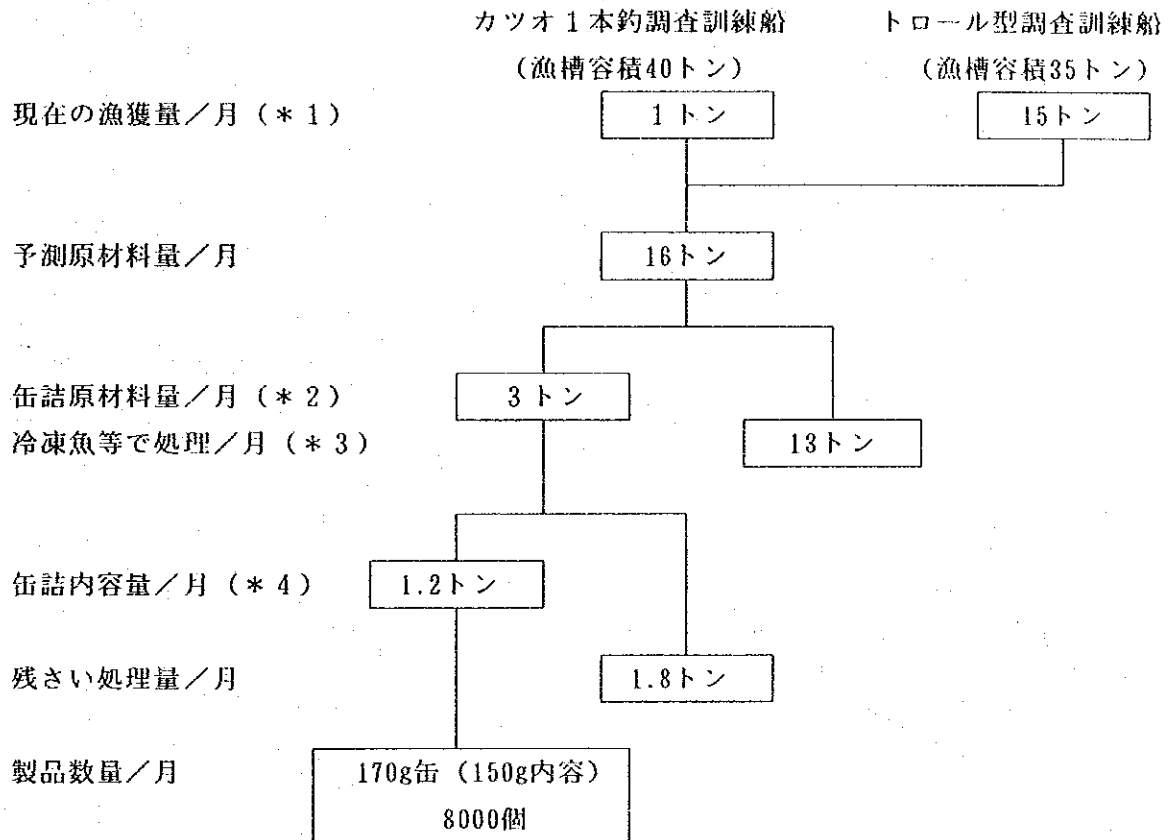 カツオ１本釣調査訓練船 トロール型調査訓練船
（漁槽容積40トン） （漁槽容積35トン）
現在の漁獲量／月（＊１） １トン 15トン
予測原材料量／月 16トン
缶詰原材料量／月（＊２） ３トン
冷凍魚等で処理／月（＊３） 13トン
缶詰内容量／月（＊４） 1.2トン
残さい処理量／月 1.8トン
製品数量／月 170g缶（150g内容）
8000個